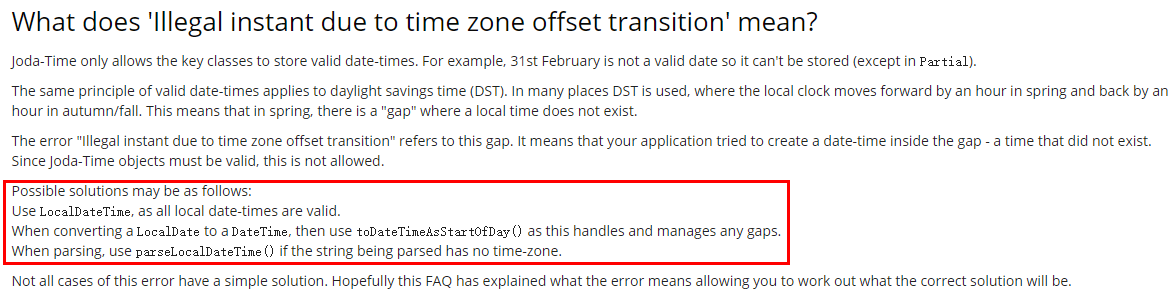 What does 'Illegal instant due to time zone offset transition' mean?
Joda-Time only allows the key classes to store valid date-times. For example, 31st February is not a valid date so it can't be stored (except in Partial).
The same principle of valid date-times applies to daylight savings time (DST). In many places DST is used, where the local clock moves forward by an hour in spring and back by an
hour in autumn/fall. This means that in spring, there is a "gap" where a local time does not exist.
The error "Illegal instant due to time zone offset transition" refers to this gap. It means that your application tried to create a date-time inside the gap - a time that did not exist.
Since Joda-Time objects must be valid, this is not allowed.
Possible solutions may be as follows:
Use LocalDateTime, as all local date-times are valid.
When converting a LocalDate to a DateTime, then use toDateTimeAsStartOfDay() as this handles and manages any gaps.
When parsing, use parseLocalDateTime() if the string being parsed has no time-zone.
Not all cases of this error have a simple solution. Hopefully this FAQ has explained what the error means allowing you to work out what the correct solution will be.